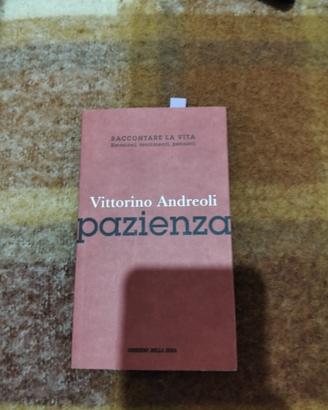 RACCONTARE LA VITA
Emozioni, sentimenti, pensieri
Vittorino Andreoli
pazienza
CORRIERE DELLA SERA